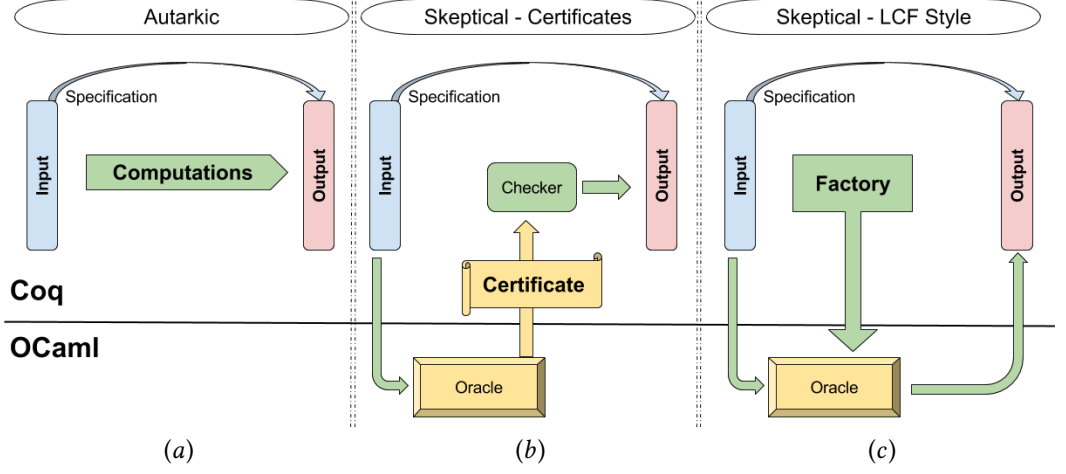 Autarkic
Skeptical - Certificates
Skeptical - LCF Style
Specification
Input
Computations
Output
Specification
Input
Checker
Output
Certificate
Oracle
Specification
Input
Factory
Output
Oracle
Coq
OCaml
(a)
(b)
(c)